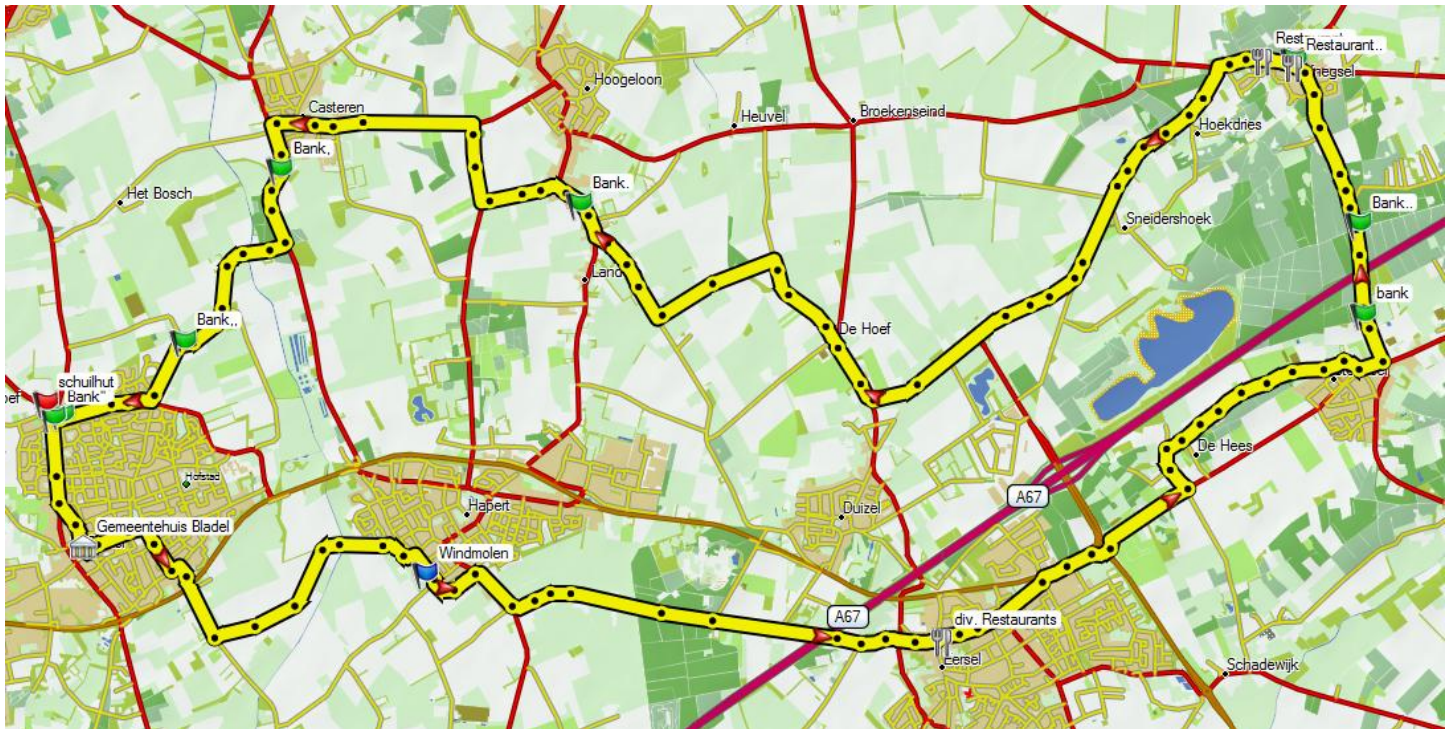 Restaurant..
Hoogeloon
Casteren
Heuvel
Broekenseind
Hoekdries
Bank,
Bank.
Het Bosch
Sneidershoek
Bank..
Land
bank
Bank,,
De Hoef
schuilhut
Bank"
De Hees
Hofstad
A67
Hapert
Duizel
Gemeentehuis Bladel
Windmolen
A67
div. Restaurants
Eersel
Schadewijk